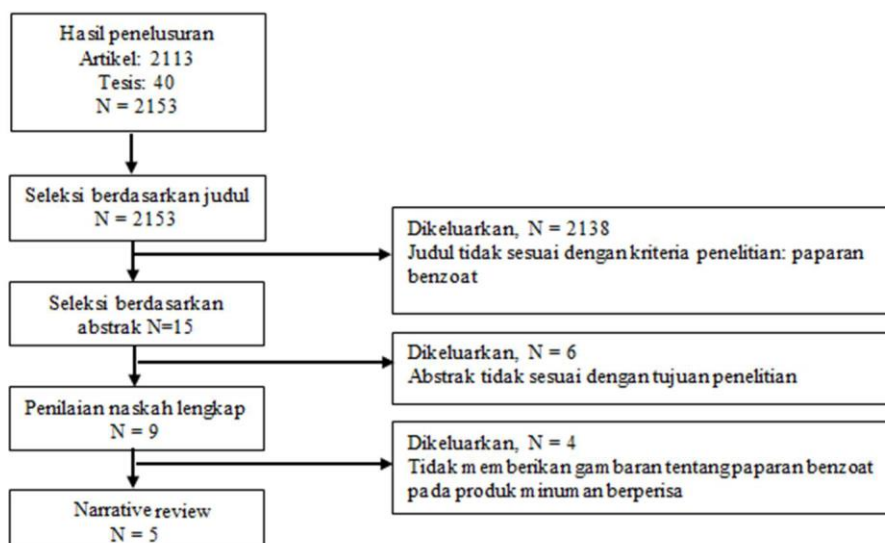 Hasil penelusuran
Artikel: 2113
Tesis: 40
N = 2153
Seleksi berdasarkan judul
N = 2153
Dikeluarkan, N = 2138
Judul tidak sesuai dengan kriteria penelitian: paparan
benzoat
Seleksi berdasarkan
abstrak N=15
Dikeluarkan, N = 6
Abstrak tidak sesuai dengan tujuan penelitian
Penilaian naskah lengkap
N = 9
Dikeluarkan, N = 4
Tidak memberikan gambaran tentang paparan benzoat
pada produk minuman berperisa
Narrative review
N = 5